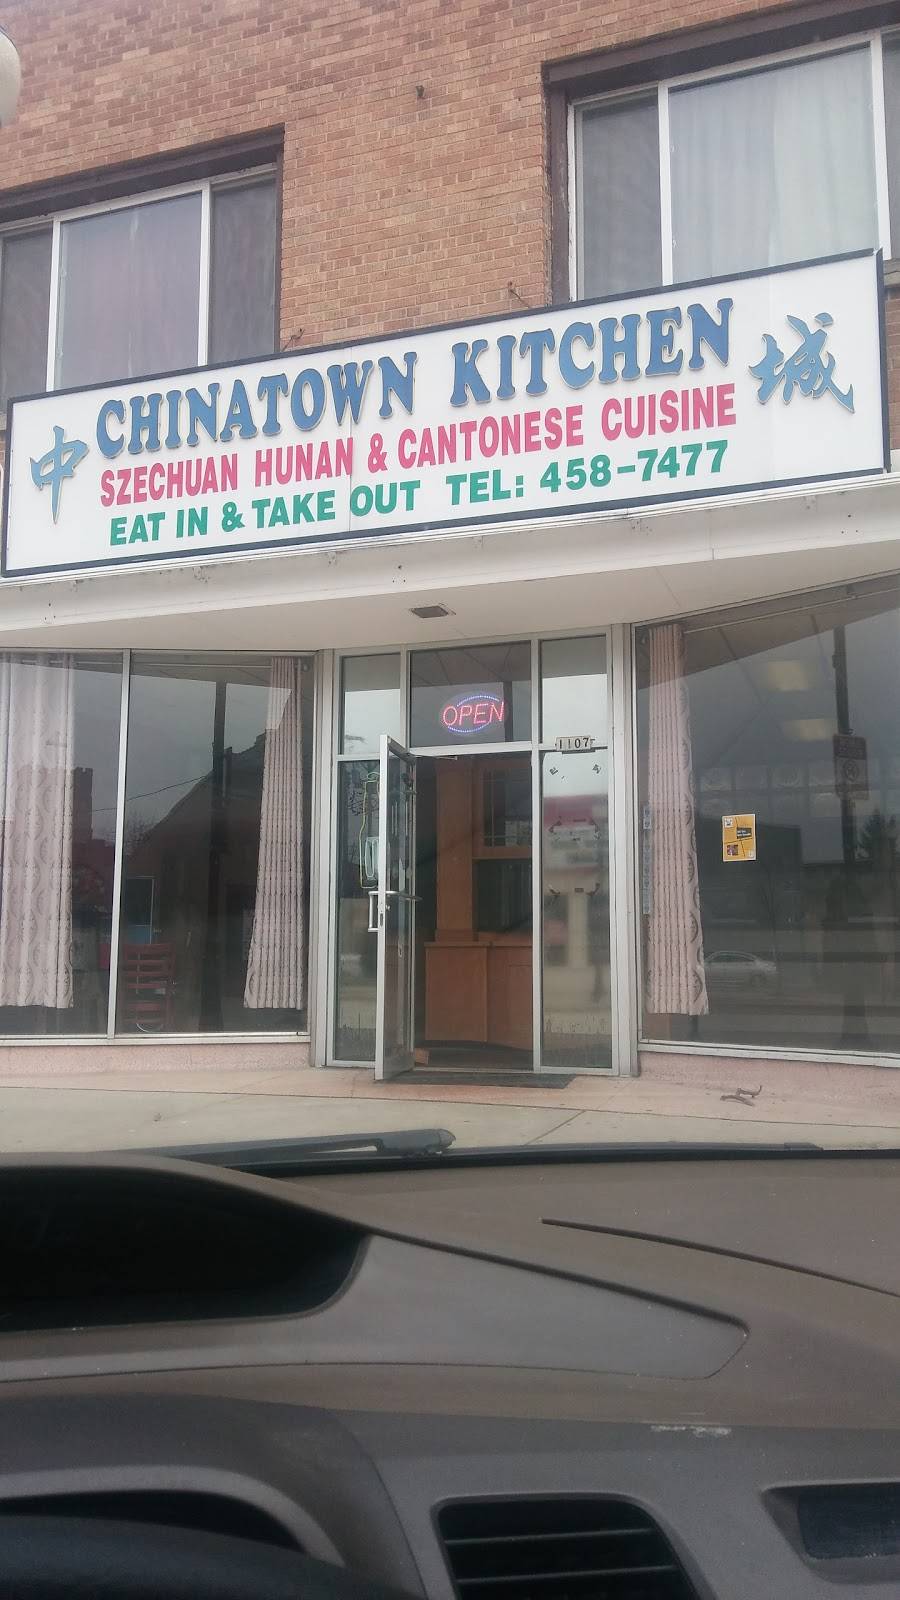 中 CHINATOWN KITCHEN 城
SZECHUAN HUNAN & CANTONESE CUISINE
EAT IN & TAKE OUT TEL: 458-7477
OPEN
1107